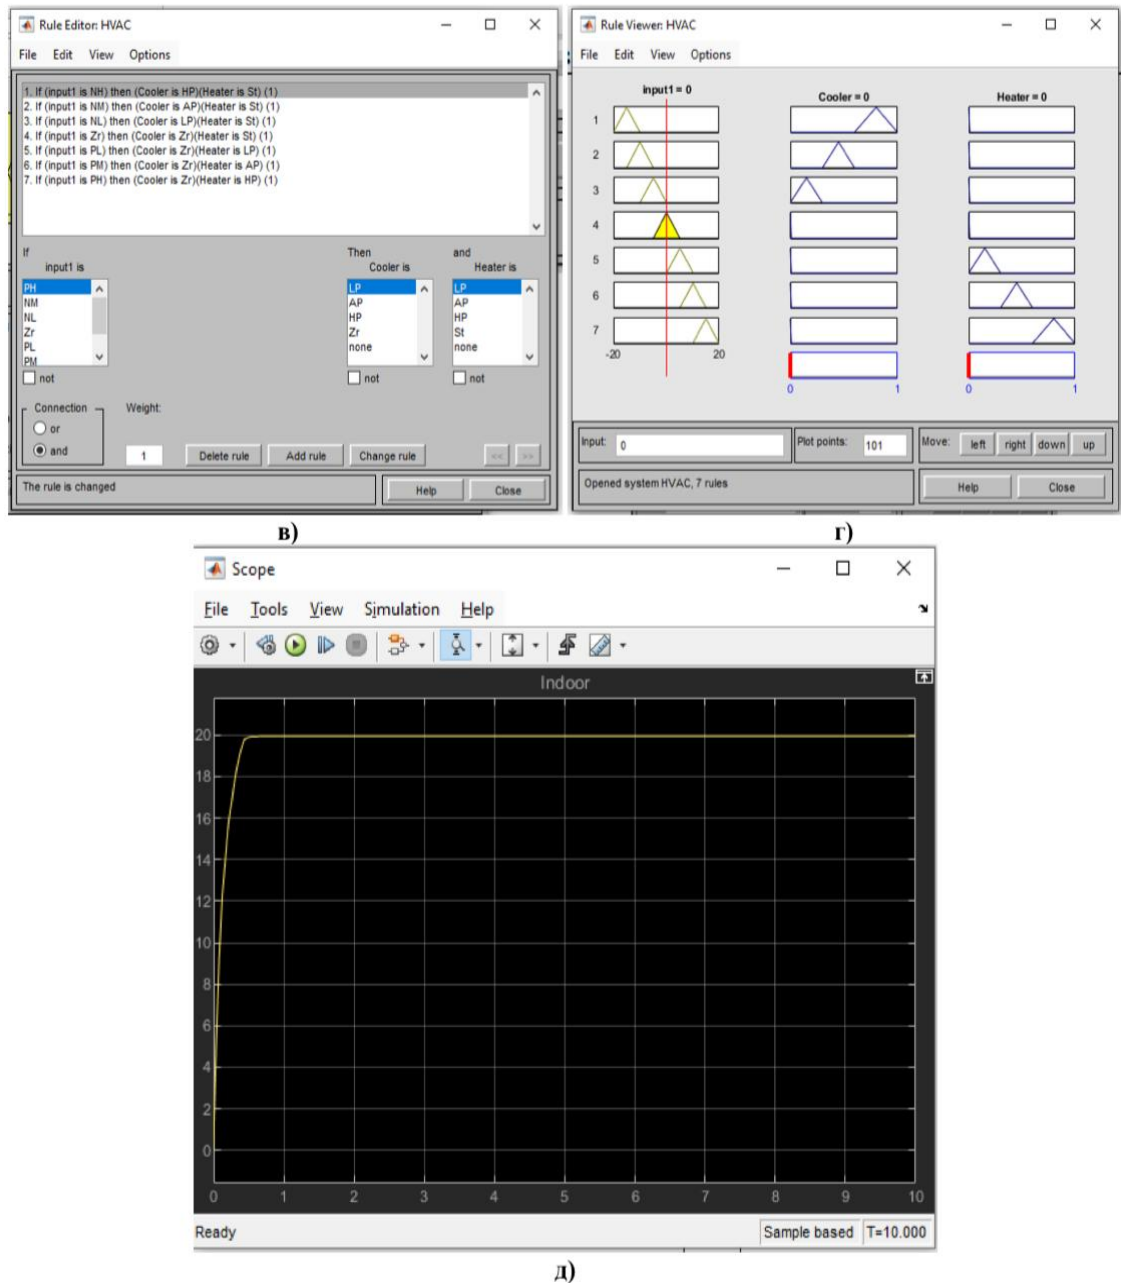 Rule Editor: HVAC
File Edit View Options
1. If (input1 is NH) then (Cooler is HP)(Heater is St) (1)
2. If (input1 is NM) then (Cooler is AP)(Heater is St) (1)
3. If (input1 is NL) then (Cooler is LP)(Heater is St) (1)
4. If (input1 is Zr) then (Cooler is Zr)(Heater is St) (1)
5. If (input1 is PL) then (Cooler is Zr)(Heater is LP) (1)
6. If (input1 is PM) then (Cooler is Zr)(Heater is AP) (1)
7. If (input1 is PH) then (Cooler is Zr)(Heater is HP) (1)
If
input1 is
PH
NM
NL
Zr
PL
PM
not
Then
Cooler is
LP
AP
HP
Zr
none
not
and
Heater is
LP
AP
HP
St
none
not
Connection
or
and
Weight:
1
Delete rule Add rule Change rule << >>
The rule is changed
Help Close
в)
Rule Viewer: HVAC
File Edit View Options
input1 = 0 Cooler = 0 Heater = 0
1
2
3
4
5
6
7
-20 20
0 1 0 1
Input: 0 Plot points: 101 Move: left right down up
Opened system HVAC, 7 rules
Help Close
г)
Scope
File Tools View Simulation Help
Indoor
20
18
16
14
12
10
8
6
4
2
0
0 1 2 3 4 5 6 7 8 9 10
Ready Sample based T=10.000
д)